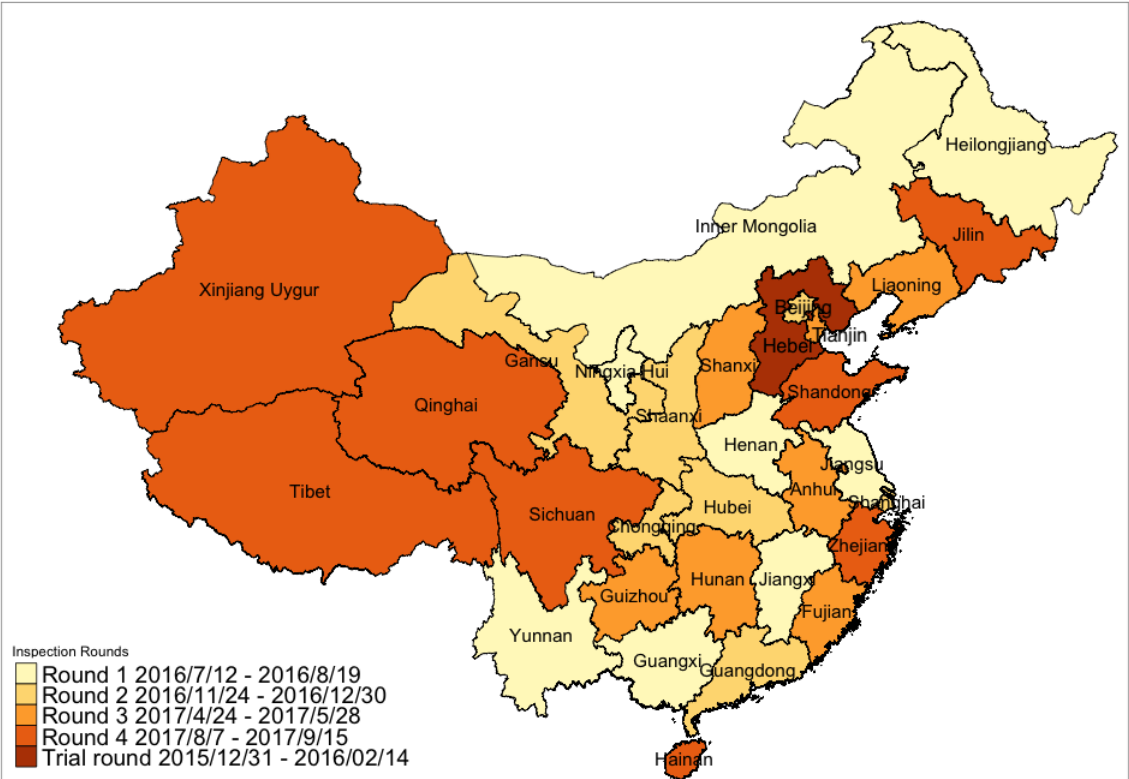 Heilongjiang
Inner Mongolia
Jilin
Xinjiang Uygur
Liaoning
Beijing
Tianjin
Hebei
Gansu
Ningxia Hui
Shanxi
Shandong
Qinghai
Shaanxi
Henan
Jiangsu
Tibet
Anhui
Shanghai
Sichuan
Hubei
Chongqing
Zhejiang
Hunan
Jiangxi
Guizhou
Fujian
Yunnan
Guangxi
Guangdong
Hainan
Inspection Rounds
Round 1 2016/7/12 - 2016/8/19
Round 2 2016/11/24 - 2016/12/30
Round 3 2017/4/24 - 2017/5/28
Round 4 2017/8/7 - 2017/9/15
Trial round 2015/12/31 - 2016/02/14